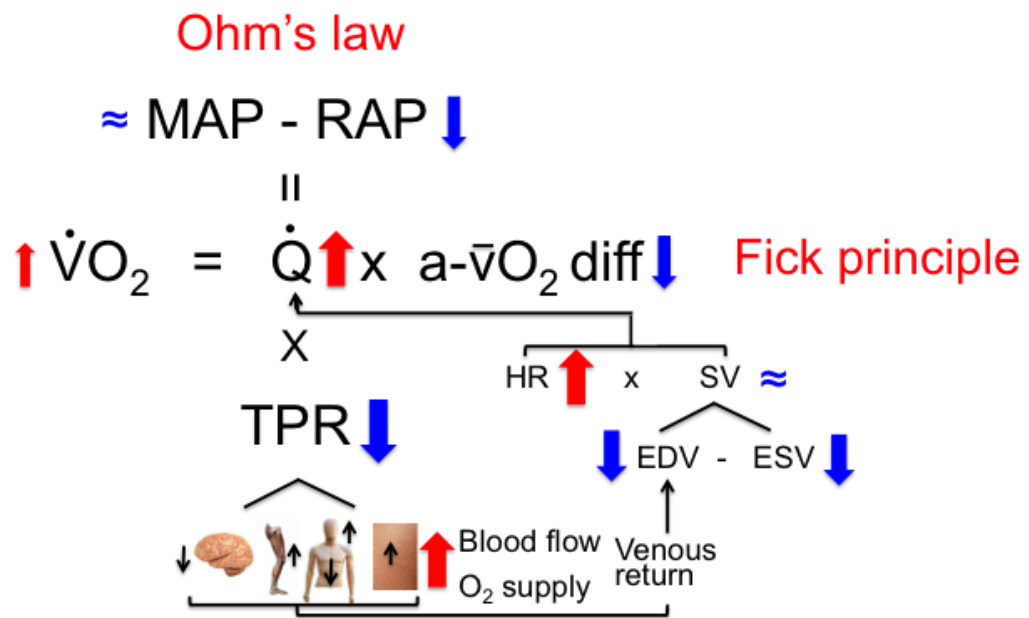 Ohm's law
≈ MAP - RAP
=
V̇O₂ = Q̇ x a-v̄O₂ diff Fick principle
X
HR x SV ≈
TPR
EDV - ESV
Blood flow
O₂ supply
Venous
return